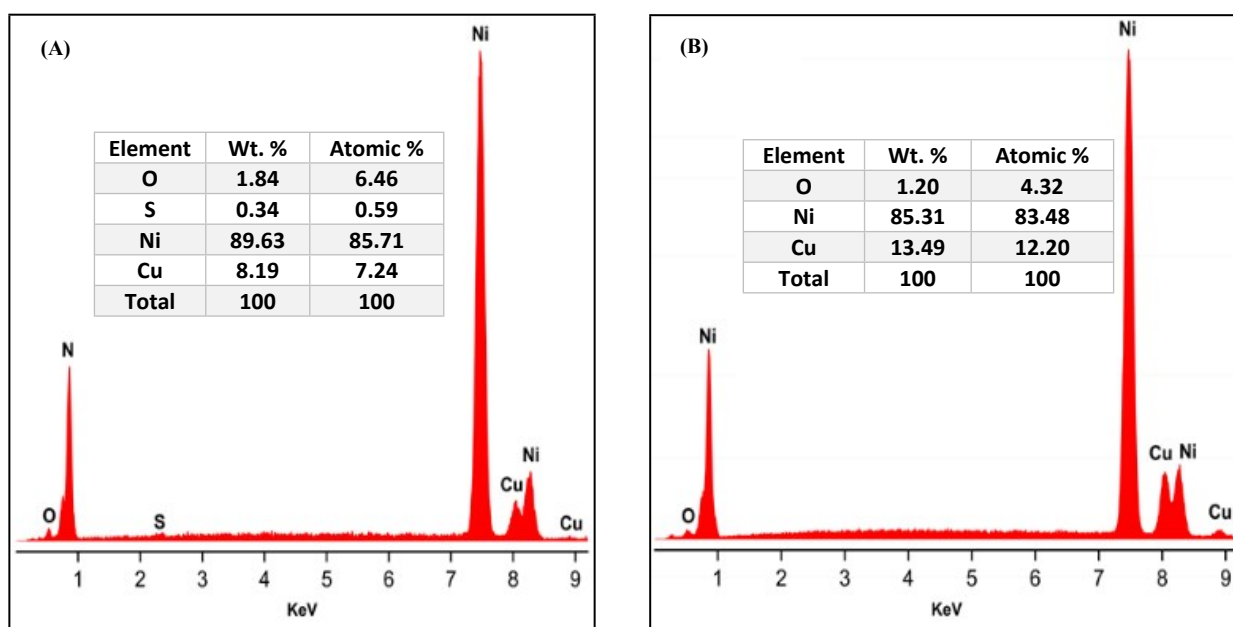 (A)
Ni
Element Wt. % Atomic %
O 1.84 6.46
S 0.34 0.59
Ni 89.63 85.71
Cu 8.19 7.24
Total 100 100
N
Ni
Cu
O
S
Cu
1 2 3 4 5 6 7 8 9
KeV
(B)
Ni
Element Wt. % Atomic %
O 1.20 4.32
Ni 85.31 83.48
Cu 13.49 12.20
Total 100 100
Ni
Cu Ni
O
Cu
1 2 3 4 5 6 7 8 9
KeV